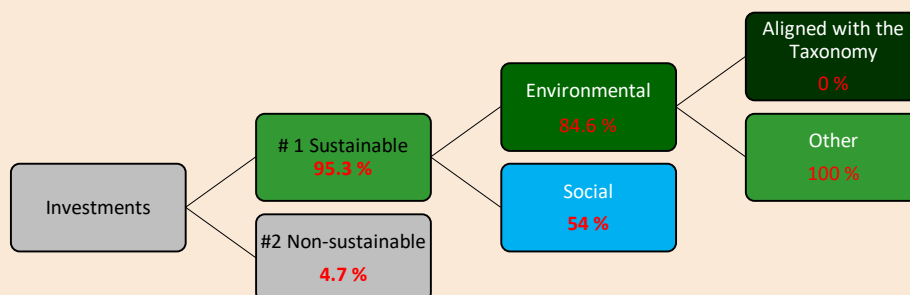 Investments
# 1 Sustainable
95.3 %
#2 Non-sustainable
4.7 %
Environmental
84.6 %
Social
54 %
Aligned with the
Taxonomy
0 %
Other
100 %